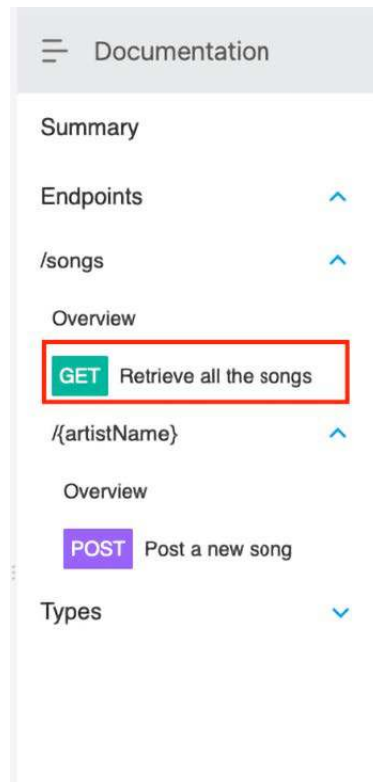 Documentation
Summary
Endpoints
/songs
Overview
GET Retrieve all the songs
/{artistName}
Overview
POST Post a new song
Types